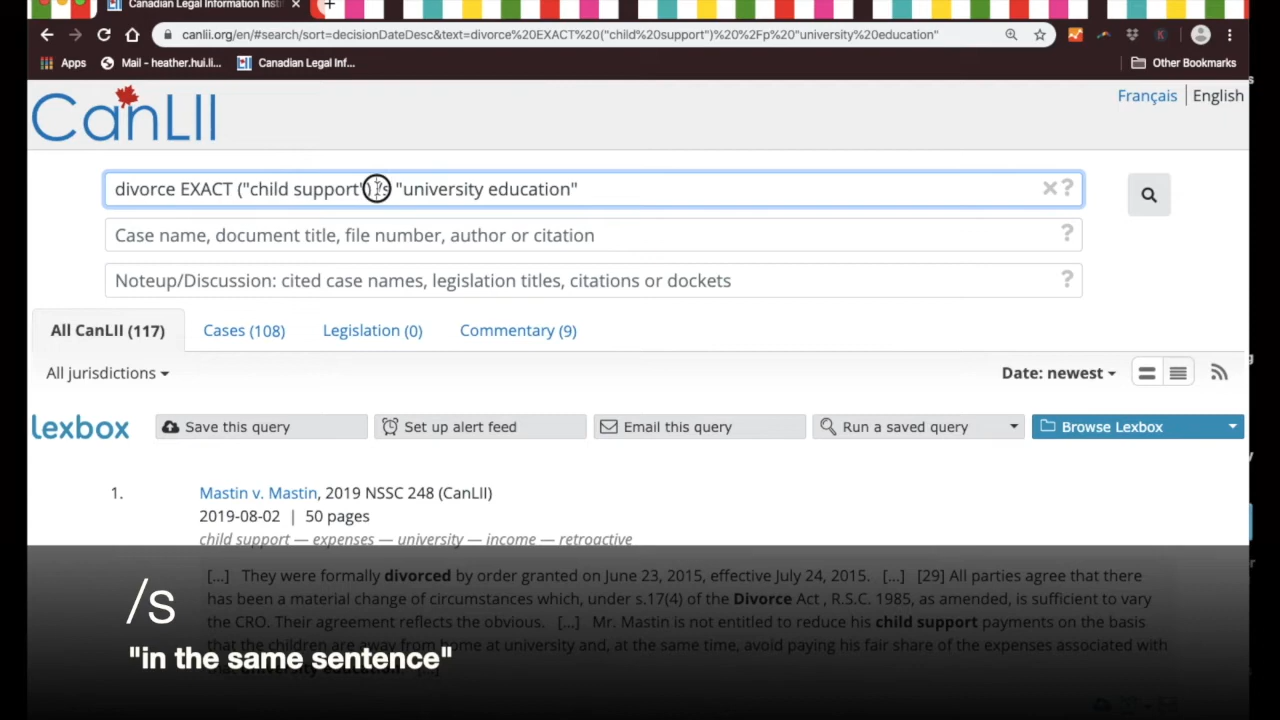 Canadian Legal Information Insti
canlii.org/en/#search/sort=decisionDateDesc&text=divorce%20EXACT%20("child%20support")%20%2Fp%20"university%20education"
Apps Mail - heather.hui.li... Canadian Legal Inf... Other Bookmarks
CanLII
Français English
divorce EXACT ("child support") /s "university education"
Case name, document title, file number, author or citation
Noteup/Discussion: cited case names, legislation titles, citations or dockets
All CanLII (117) Cases (108) Legislation (0) Commentary (9)
All jurisdictions Date: newest
lexbox Save this query Set up alert feed Email this query Run a saved query Browse Lexbox
1. Mastin v. Mastin, 2019 NSSC 248 (CanLII)
2019-08-02 | 50 pages
child support — expenses — university — income — retroactive
[...] They were formally divorced by order granted on June 23, 2015, effective July 24, 2015. [...] [29] All parties agree that there
has been a material change of circumstances which, under s.17(4) of the Divorce Act , R.S.C. 1985, as amended, is sufficient to vary
the CRO. Their agreement reflects the obvious. [...] Mr. Mastin is not entitled to reduce his child support payments on the basis
that the children are away from home at university and, at the same time, avoid paying his fair share of the expenses associated with
university education. [...]
/s
"in the same sentence"